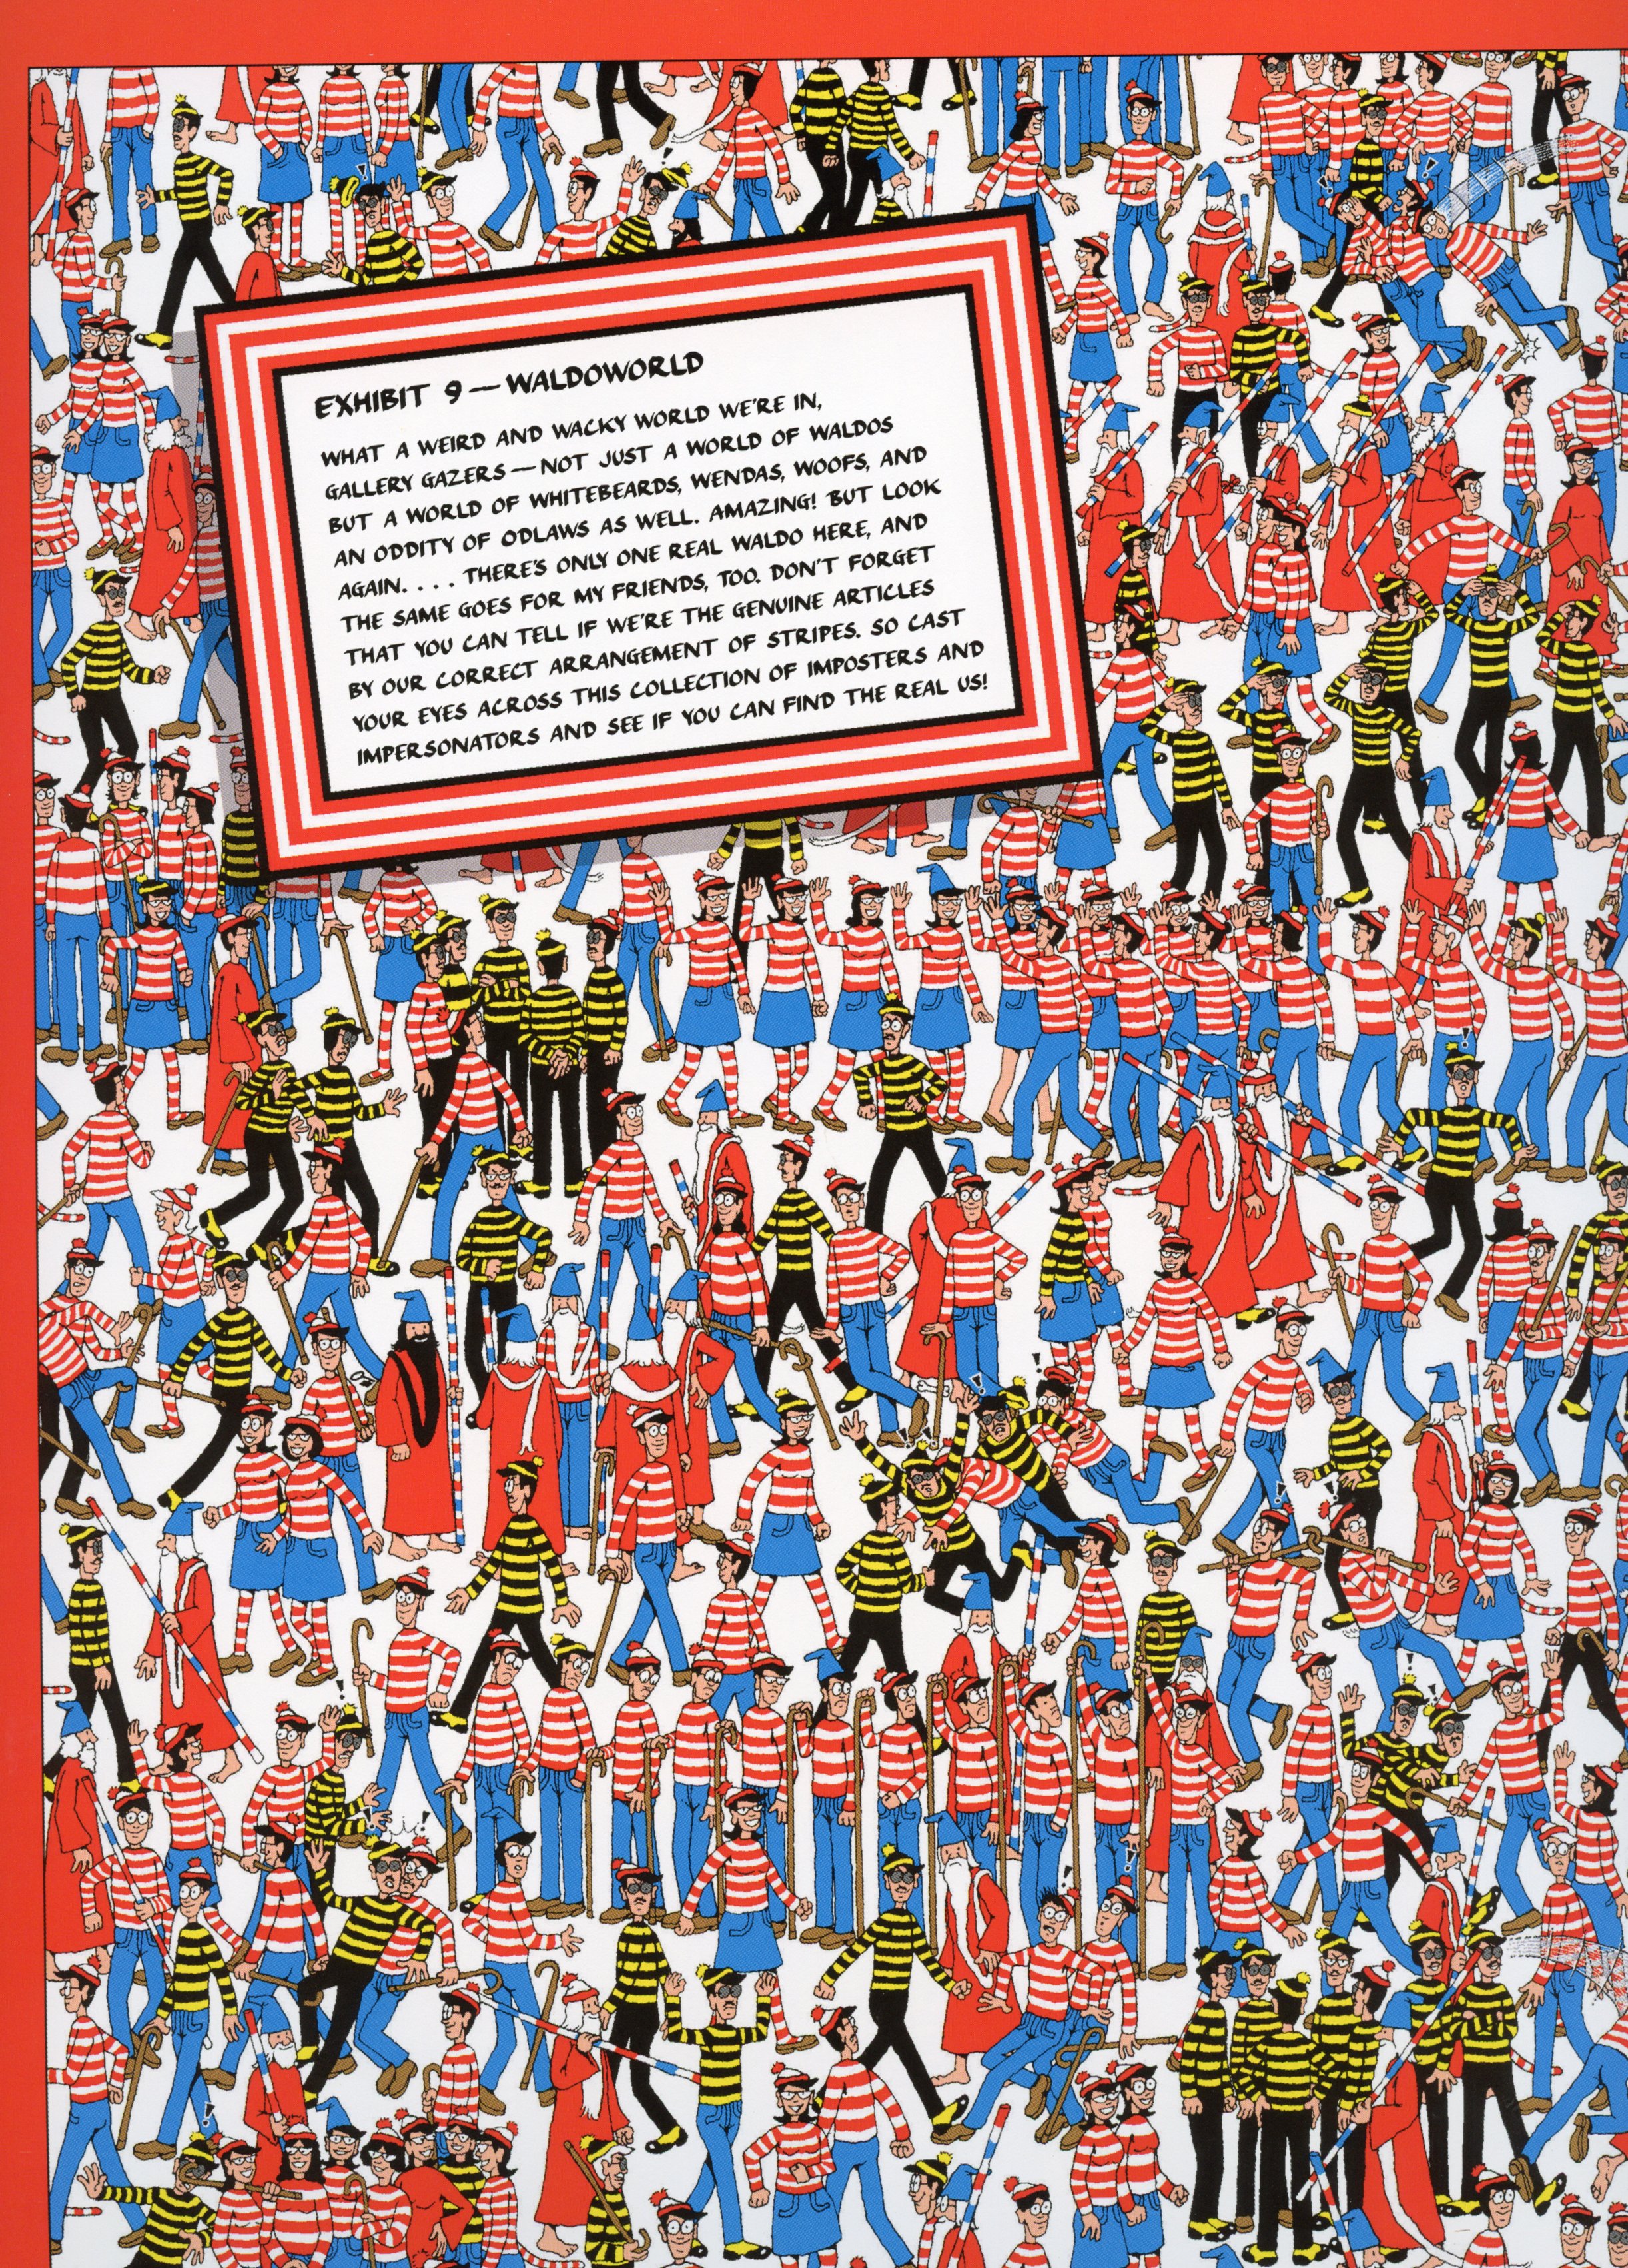 EXHIBIT 9 — WALDOWORLD
WHAT A WEIRD AND WACKY WORLD WE'RE IN,
GALLERY GAZERS — NOT JUST A WORLD OF WALDOS
BUT A WORLD OF WHITEBEARDS, WENDAS, WOOFS, AND
AN ODDITY OF ODLAWS AS WELL. AMAZING! BUT LOOK
AGAIN. . . . THERE'S ONLY ONE REAL WALDO HERE, AND
THE SAME GOES FOR MY FRIENDS, TOO. DON'T FORGET
THAT YOU CAN TELL IF WE'RE THE GENUINE ARTICLES
BY OUR CORRECT ARRANGEMENT OF STRIPES. SO CAST
YOUR EYES ACROSS THIS COLLECTION OF IMPOSTERS AND
IMPERSONATORS AND SEE IF YOU CAN FIND THE REAL US!